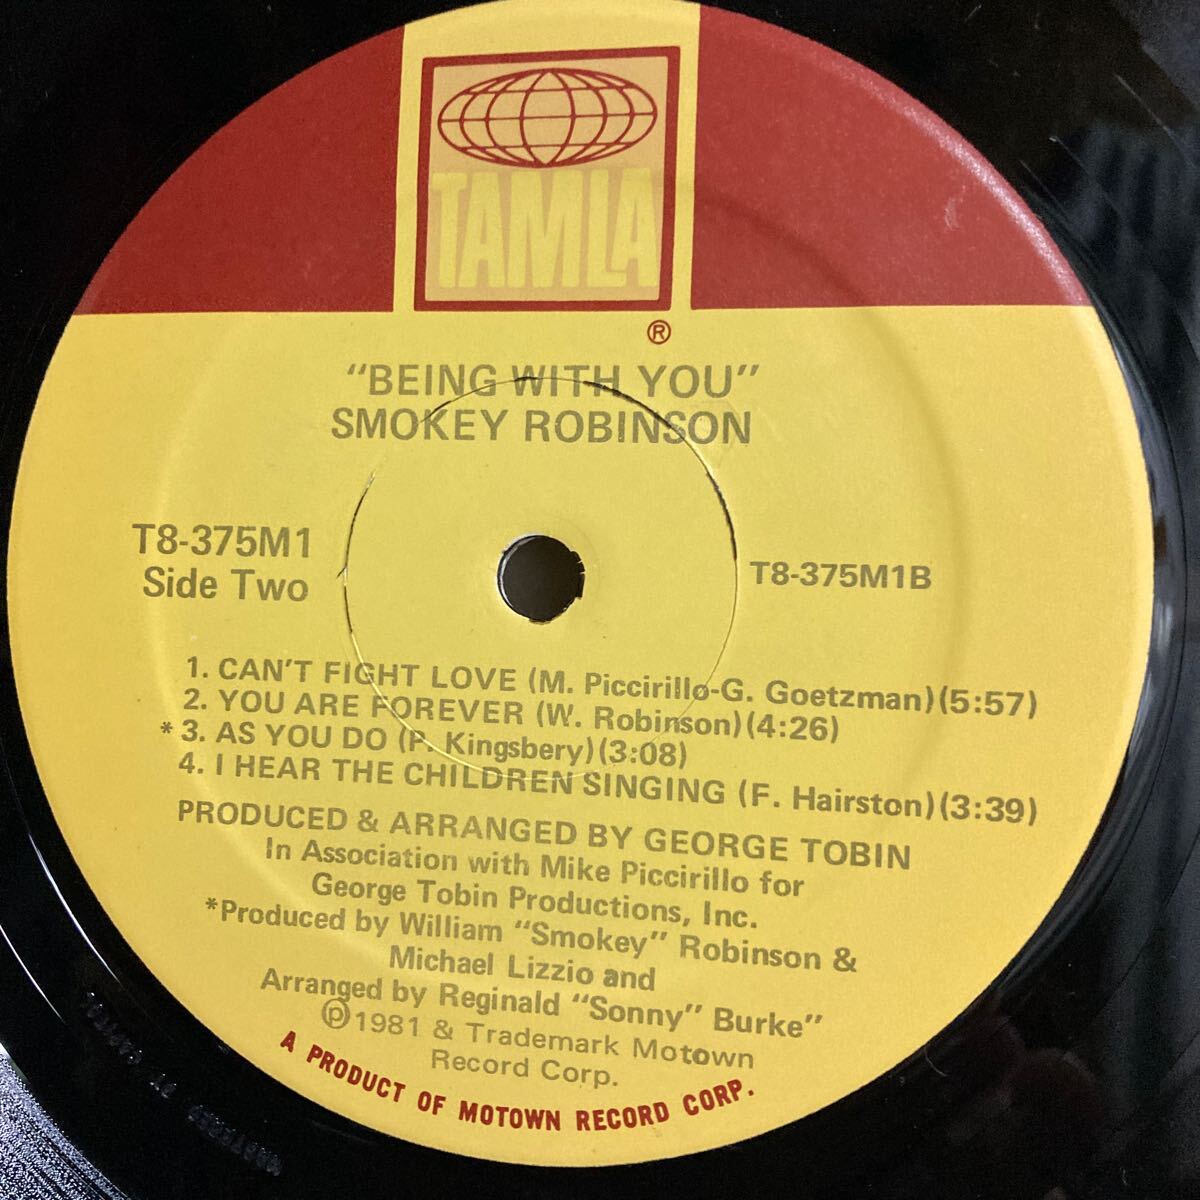 TAMLA
®
"BEING WITH YOU"
SMOKEY ROBINSON
T8-375M1
Side Two
T8-375M1B
1. CAN'T FIGHT LOVE (M. Piccirillo-G. Goetzman)(5:57)
2. YOU ARE FOREVER (W. Robinson)(4:26)
*3. AS YOU DO (P. Kingsbery)(3:08)
4. I HEAR THE CHILDREN SINGING (F. Hairston)(3:39)
PRODUCED & ARRANGED BY GEORGE TOBIN
In Association with Mike Piccirillo for
George Tobin Productions, Inc.
*Produced by William "Smokey" Robinson &
Michael Lizzio and
Arranged by Reginald "Sonny" Burke"
℗1981 & Trademark Motown
Record Corp.
A PRODUCT OF MOTOWN RECORD CORP.